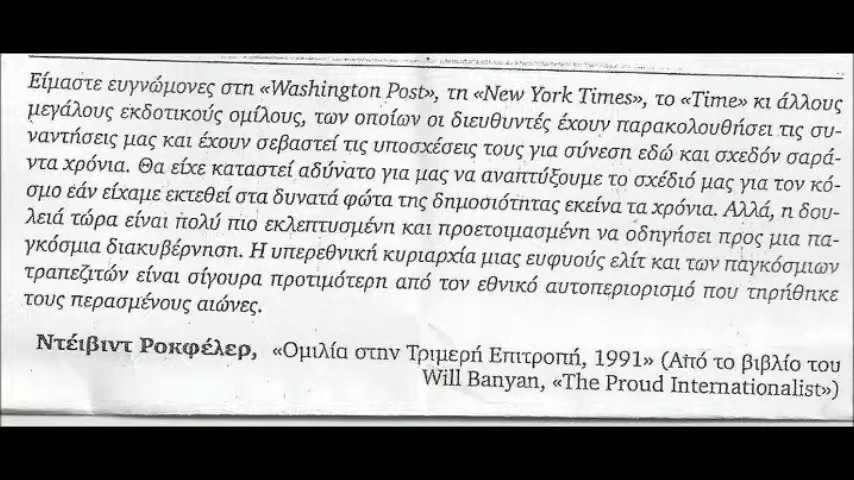 Είμαστε ευγνώμονες στη «Washington Post», τη «New York Times», το «Time» κι άλλους
μεγάλους εκδοτικούς ομίλους, των οποίων οι διευθυντές έχουν παρακολουθήσει τις συ-
ναντήσεις μας και έχουν σεβαστεί τις υποσχέσεις τους για σύνεση εδώ και σχεδόν σαρά-
ντα χρόνια. Θα είχε καταστεί αδύνατο για μας να αναπτύξουμε το σχέδιό μας για τον κό-
σμο εάν είχαμε εκτεθεί στα δυνατά φώτα της δημοσιότητας εκείνα τα χρόνια. Αλλά, η δου-
λειά τώρα είναι πολύ πιο εκλεπτυσμένη και προετοιμασμένη να οδηγήσει προς μια πα-
γκόσμια διακυβέρνηση. Η υπερεθνική κυριαρχία μιας ευφυούς ελίτ και των παγκόσμιων
τραπεζιτών είναι σίγουρα προτιμότερη από τον εθνικό αυτοπεριορισμό που τηρήθηκε
τους περασμένους αιώνες.
Ντέιβιντ Ροκφέλερ, «Ομιλία στην Τριμερή Επιτροπή, 1991» (Από το βιβλίο του
Will Banyan, «The Proud Internationalist»)